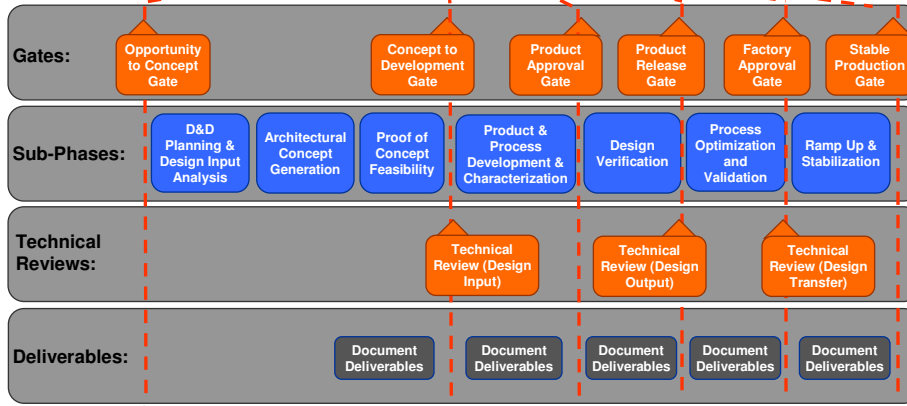 Gates:
Opportunity
to Concept
Gate
Concept to
Development
Gate
Product
Approval
Gate
Product
Release
Gate
Factory
Approval
Gate
Stable
Production
Gate
Sub-Phases:
D&D
Planning &
Design Input
Analysis
Architectural
Concept
Generation
Proof of
Concept
Feasibility
Product &
Process
Development &
Characterization
Design
Verification
Process
Optimization
and
Validation
Ramp Up &
Stabilization
Technical
Reviews:
Technical
Review (Design
Input)
Technical
Review (Design
Output)
Technical
Review (Design
Transfer)
Deliverables:
Document
Deliverables
Document
Deliverables
Document
Deliverables
Document
Deliverables
Document
Deliverables